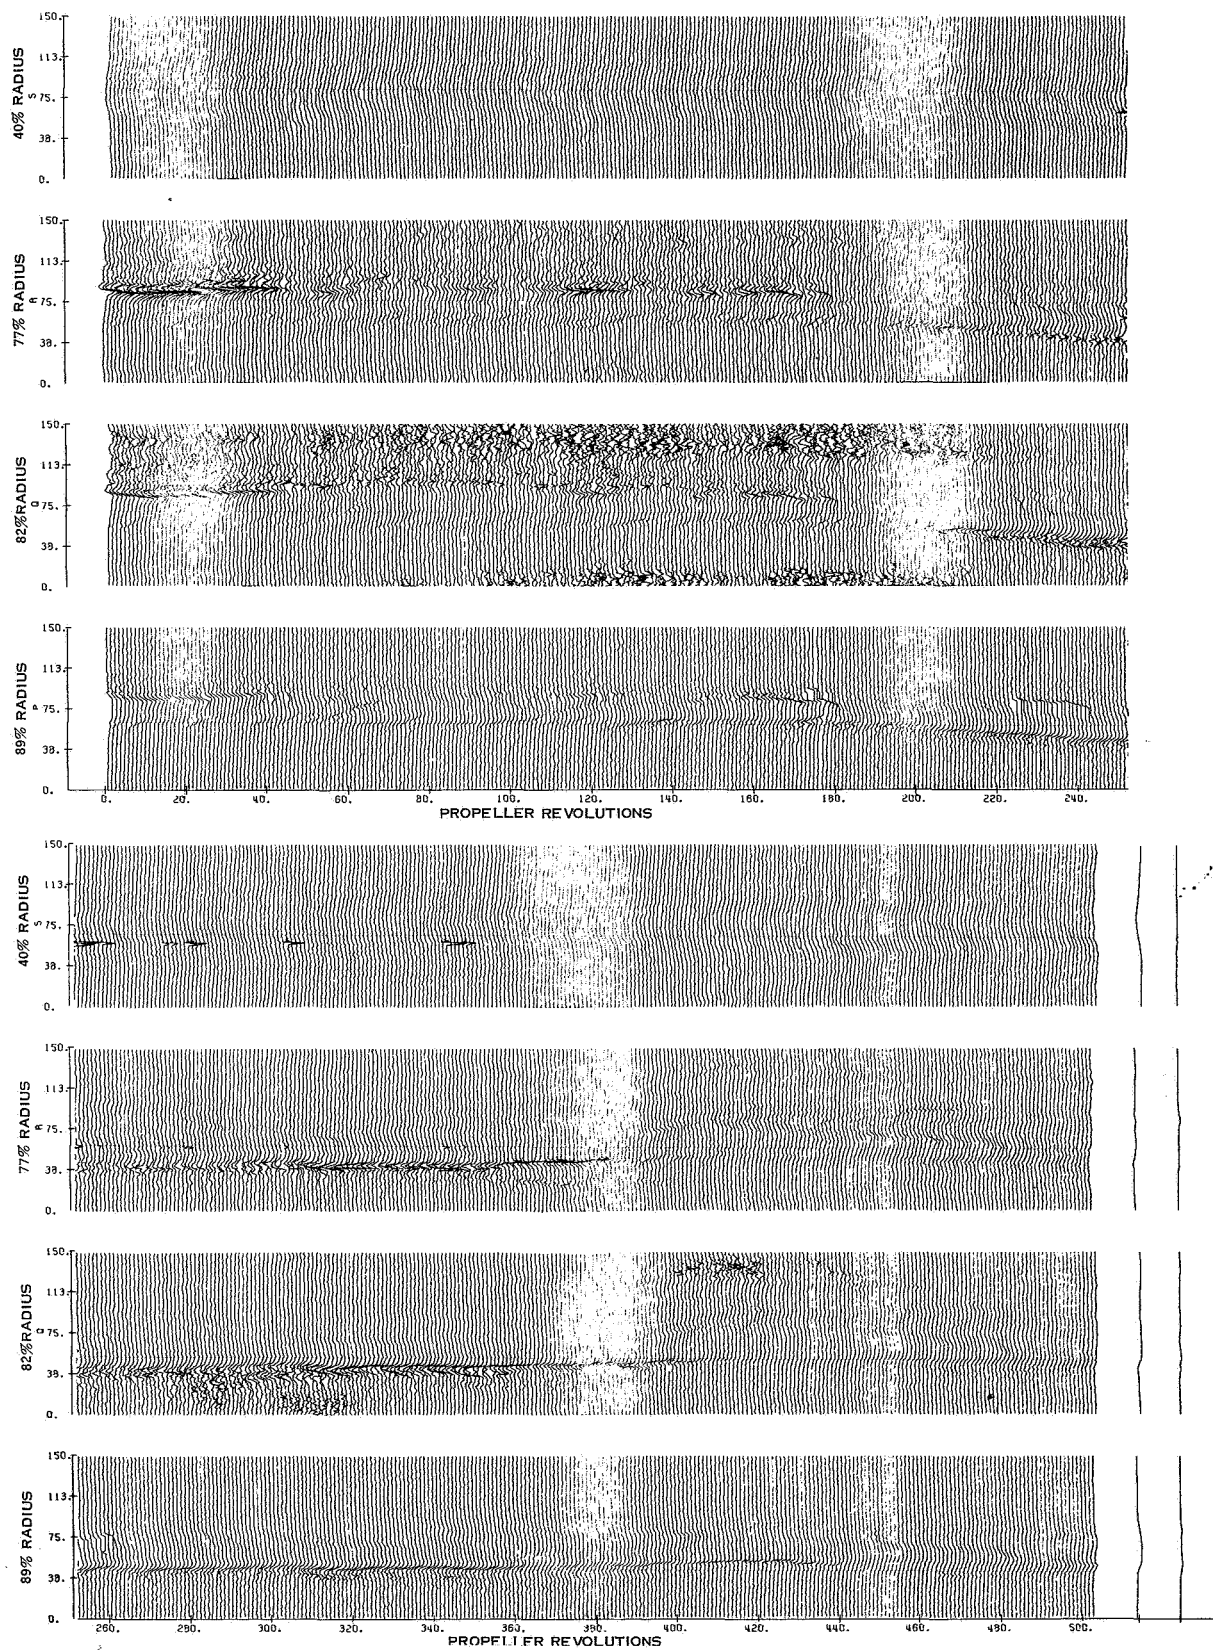 150.
113.
75.
38.
0.
40% RADIUS
S
150.
113.
75.
38.
0.
77% RADIUS
R
150.
113.
75.
38.
0.
82%RADIUS
Q
150.
113.
75.
38.
0.
89% RADIUS
P
0. 20. 40. 60. 80. 100. 120. 140. 160. 180. 200. 220. 240.
PROPELLER REVOLUTIONS
150.
113.
75.
38.
0.
40% RADIUS
S
150.
113.
75.
38.
0.
77% RADIUS
R
150.
113.
75.
38.
0.
82%RADIUS
Q
150.
113.
75.
38.
0.
89% RADIUS
260. 280. 300. 320. 340. 360. 380. 400. 420. 440. 460. 480. 500.
PROPELLER REVOLUTIONS